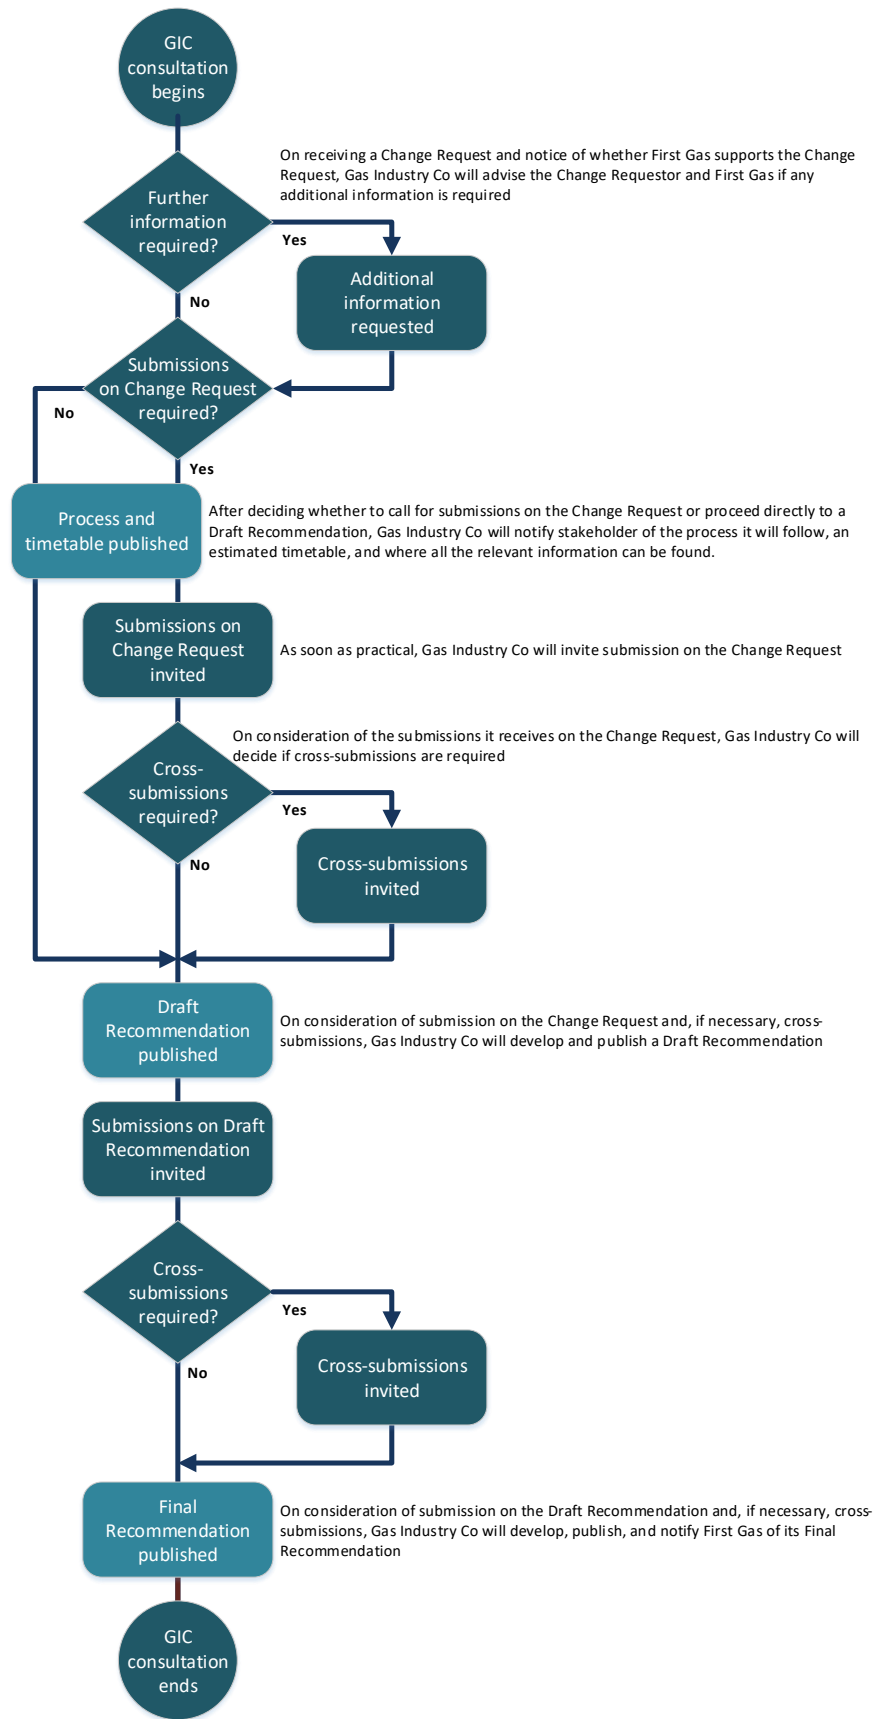 GIC
consultation
begins
On receiving a Change Request and notice of whether First Gas supports the Change
Request, Gas Industry Co will advise the Change Requestor and First Gas if any
additional information is required
Further
information
required?
Yes
Additional
information
requested
No
Submissions
on Change Request
required?
No
Yes
Process and
timetable published
After deciding whether to call for submissions on the Change Request or proceed directly to a
Draft Recommendation, Gas Industry Co will notify stakeholder of the process it will follow, an
estimated timetable, and where all the relevant information can be found.
Submissions on
Change Request
invited
As soon as practical, Gas Industry Co will invite submission on the Change Request
On consideration of the submissions it receives on the Change Request, Gas Industry Co will
decide if cross-submissions are required
Cross-
submissions
required?
Yes
Cross-submissions
invited
No
Draft
Recommendation
published
On consideration of submission on the Change Request and, if necessary, cross-
submissions, Gas Industry Co will develop and publish a Draft Recommendation
Submissions on Draft
Recommendation
invited
Cross-
submissions
required?
Yes
Cross-submissions
invited
No
Final
Recommendation
published
On consideration of submission on the Draft Recommendation and, if necessary, cross-
submissions, Gas Industry Co will develop, publish, and notify First Gas of its Final
Recommendation
GIC
consultation
ends